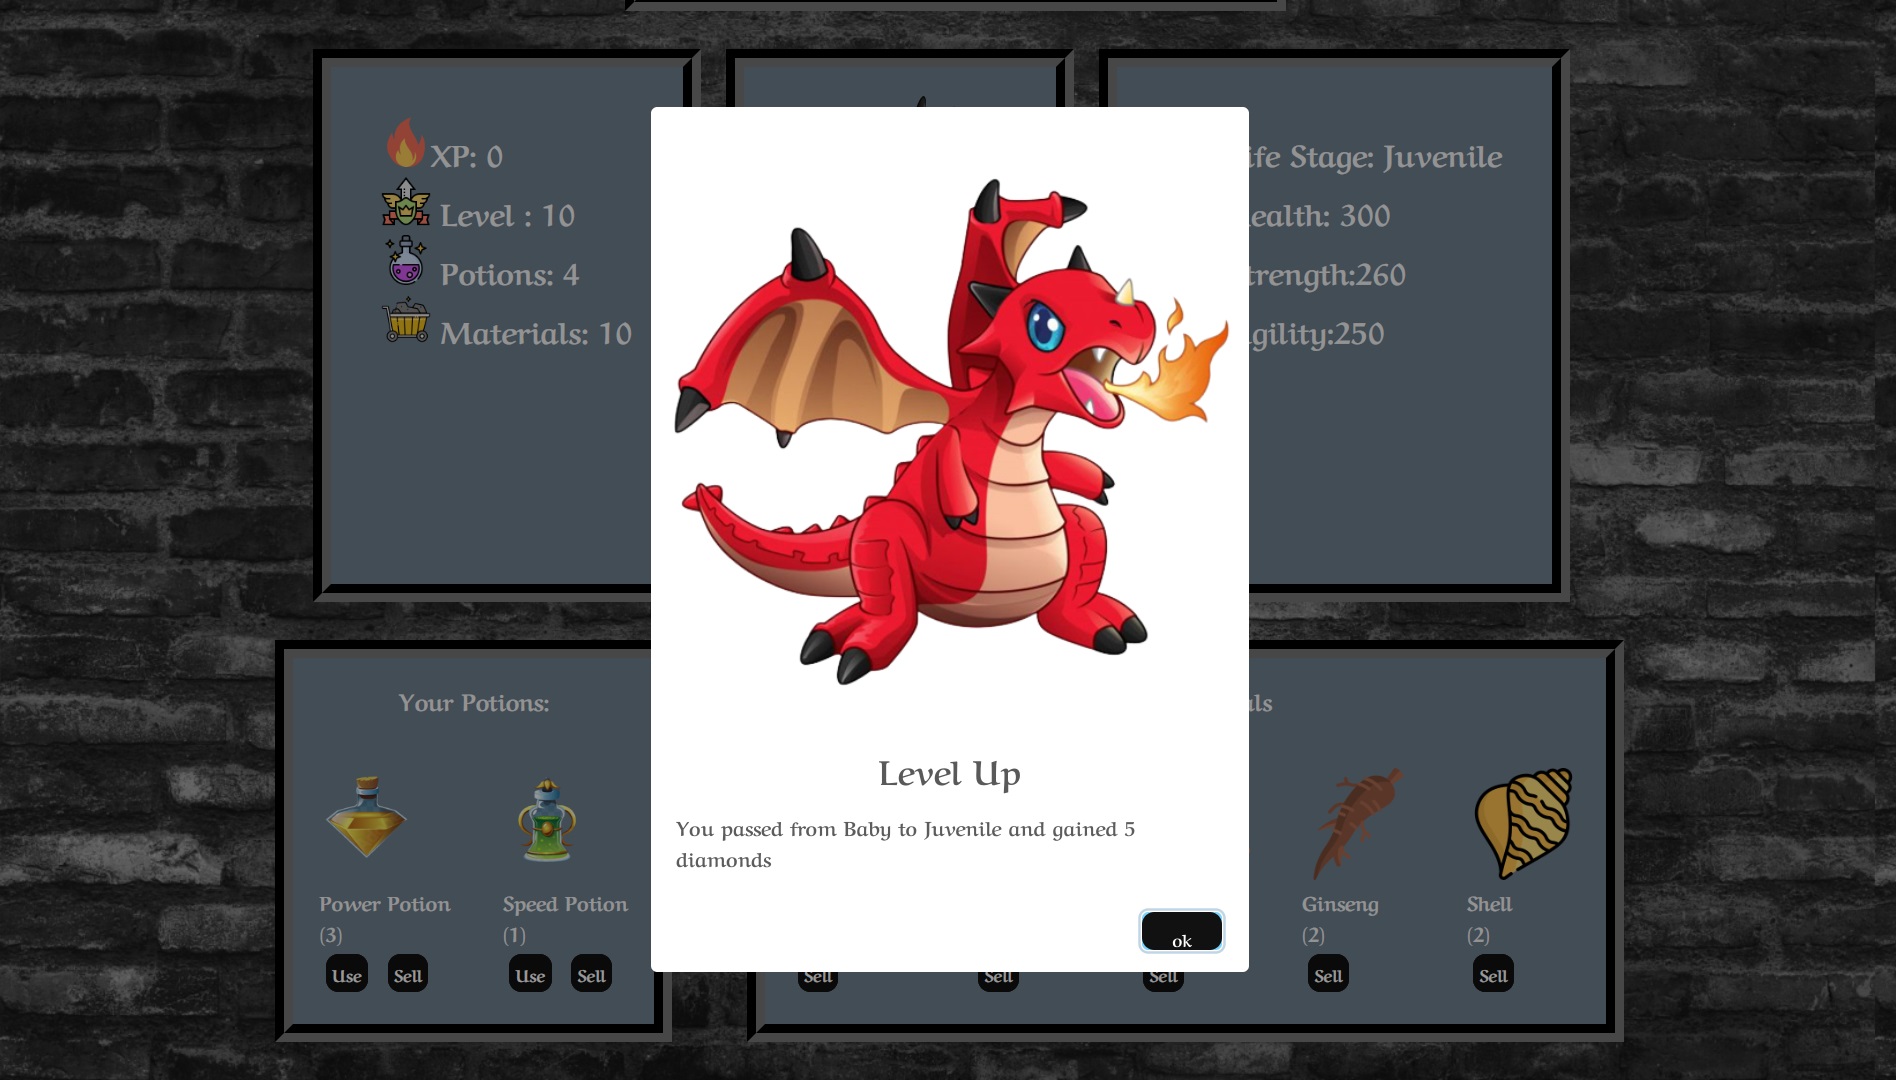 XP: 0
Level : 10
Potions: 4
Materials: 10
ife Stage: Juvenile
ealth: 300
trength:260
gility:250
Level Up
You passed from Baby to Juvenile and gained 5
diamonds
ok
Your Potions:
Power Potion
(3)
Use Sell
Speed Potion
(1)
Use Sell
ls
Sell
Sell
Sell
Ginseng
(2)
Sell
Shell
(2)
Sell